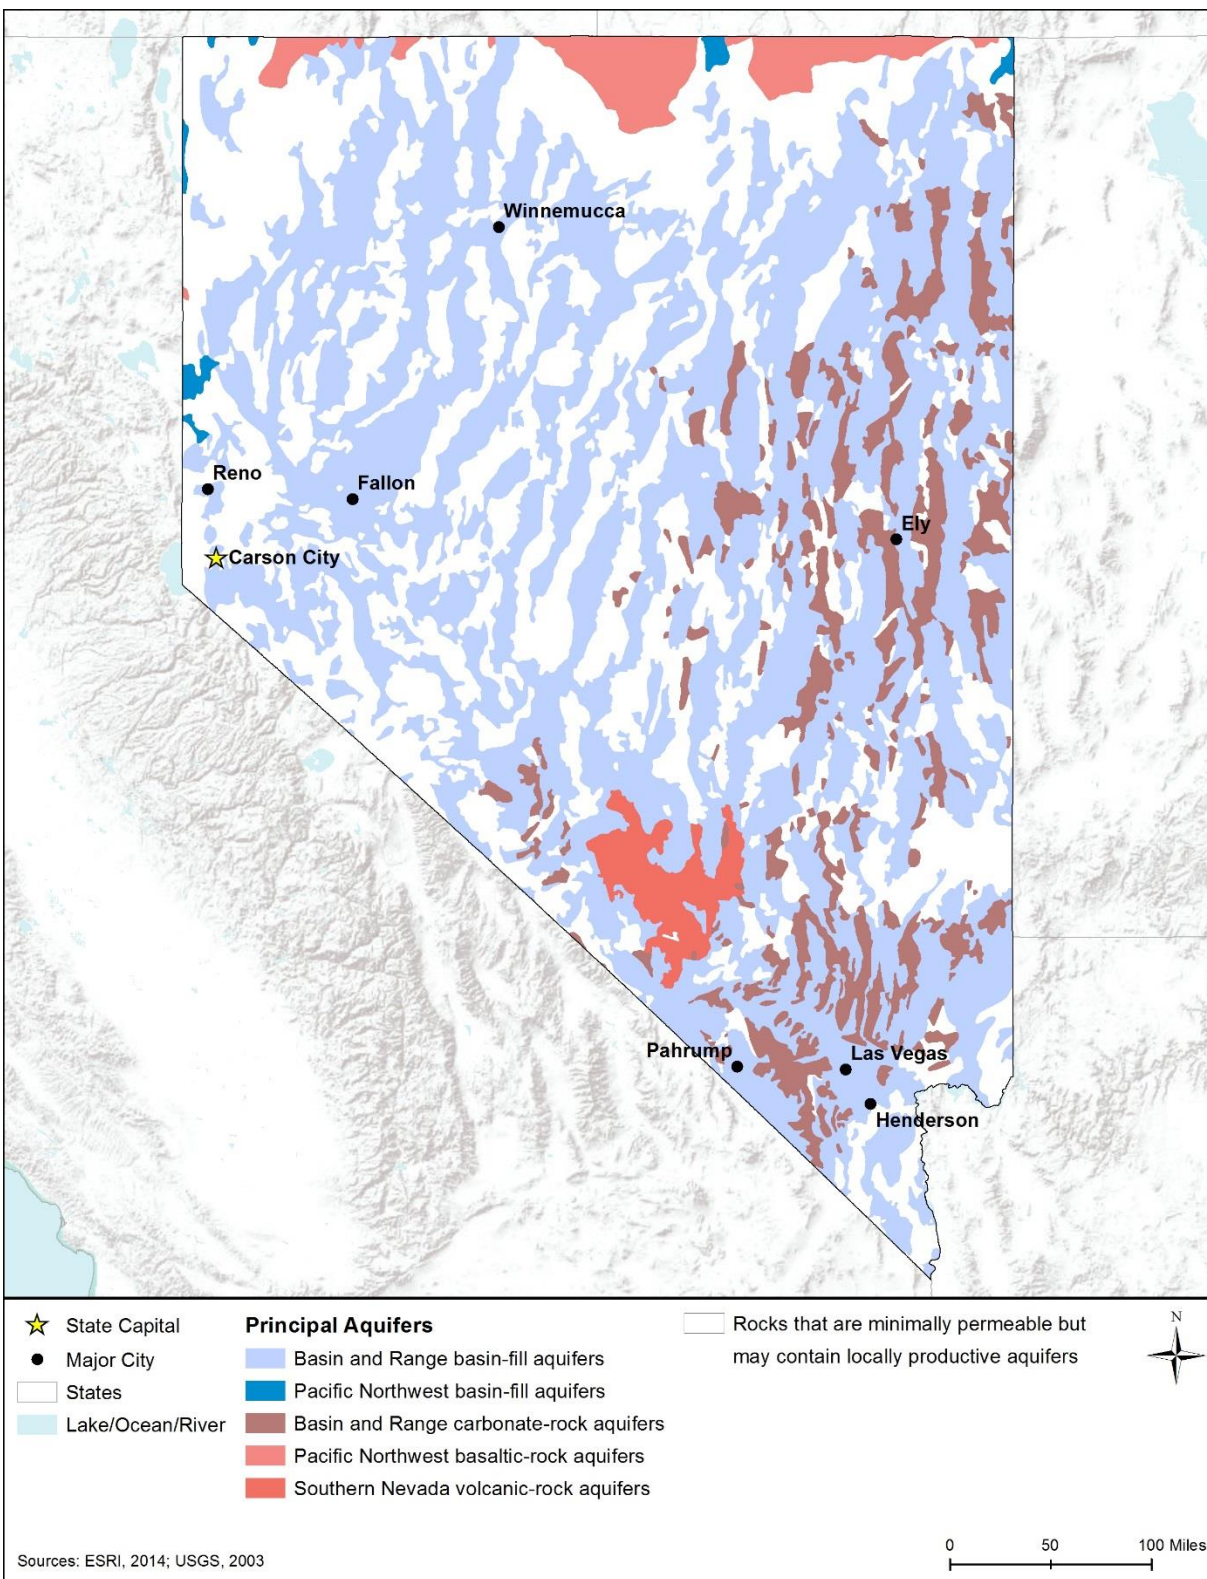 Winnemucca
Reno
Fallon
Ely
Carson City
Pahrump
Las Vegas
Henderson
State Capital
Major City
States
Lake/Ocean/River
Principal Aquifers
Basin and Range basin-fill aquifers
Pacific Northwest basin-fill aquifers
Basin and Range carbonate-rock aquifers
Pacific Northwest basaltic-rock aquifers
Southern Nevada volcanic-rock aquifers
Rocks that are minimally permeable but
may contain locally productive aquifers
N
Sources: ESRI, 2014; USGS, 2003
0 50 100 Miles